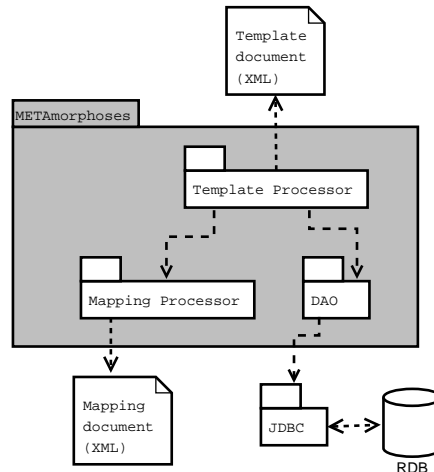 Template
document
(XML)
METAmorphoses
Template Processor
Mapping Processor
DAO
Mapping
document
(XML)
JDBC
RDB